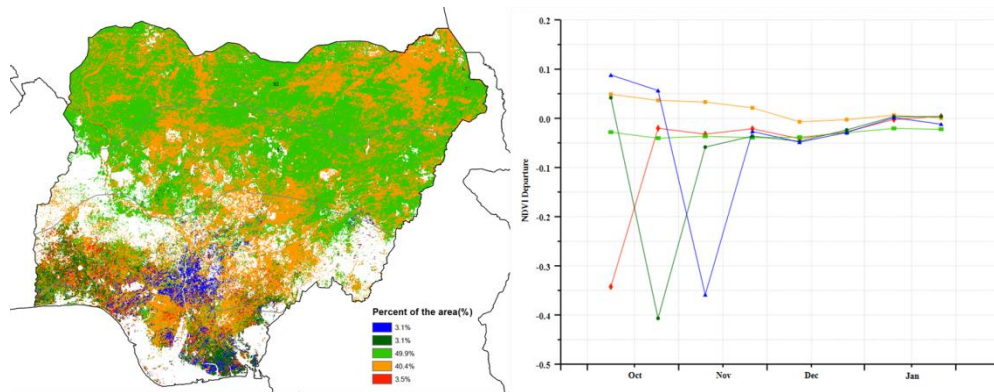 Percent of the area(%)
3.1%
3.1%
49.9%
40.4%
3.5%
NDVI Departure
0.2
0.1
0.0
-0.1
-0.2
-0.3
-0.4
-0.5
Oct
Nov
Dec
Jan